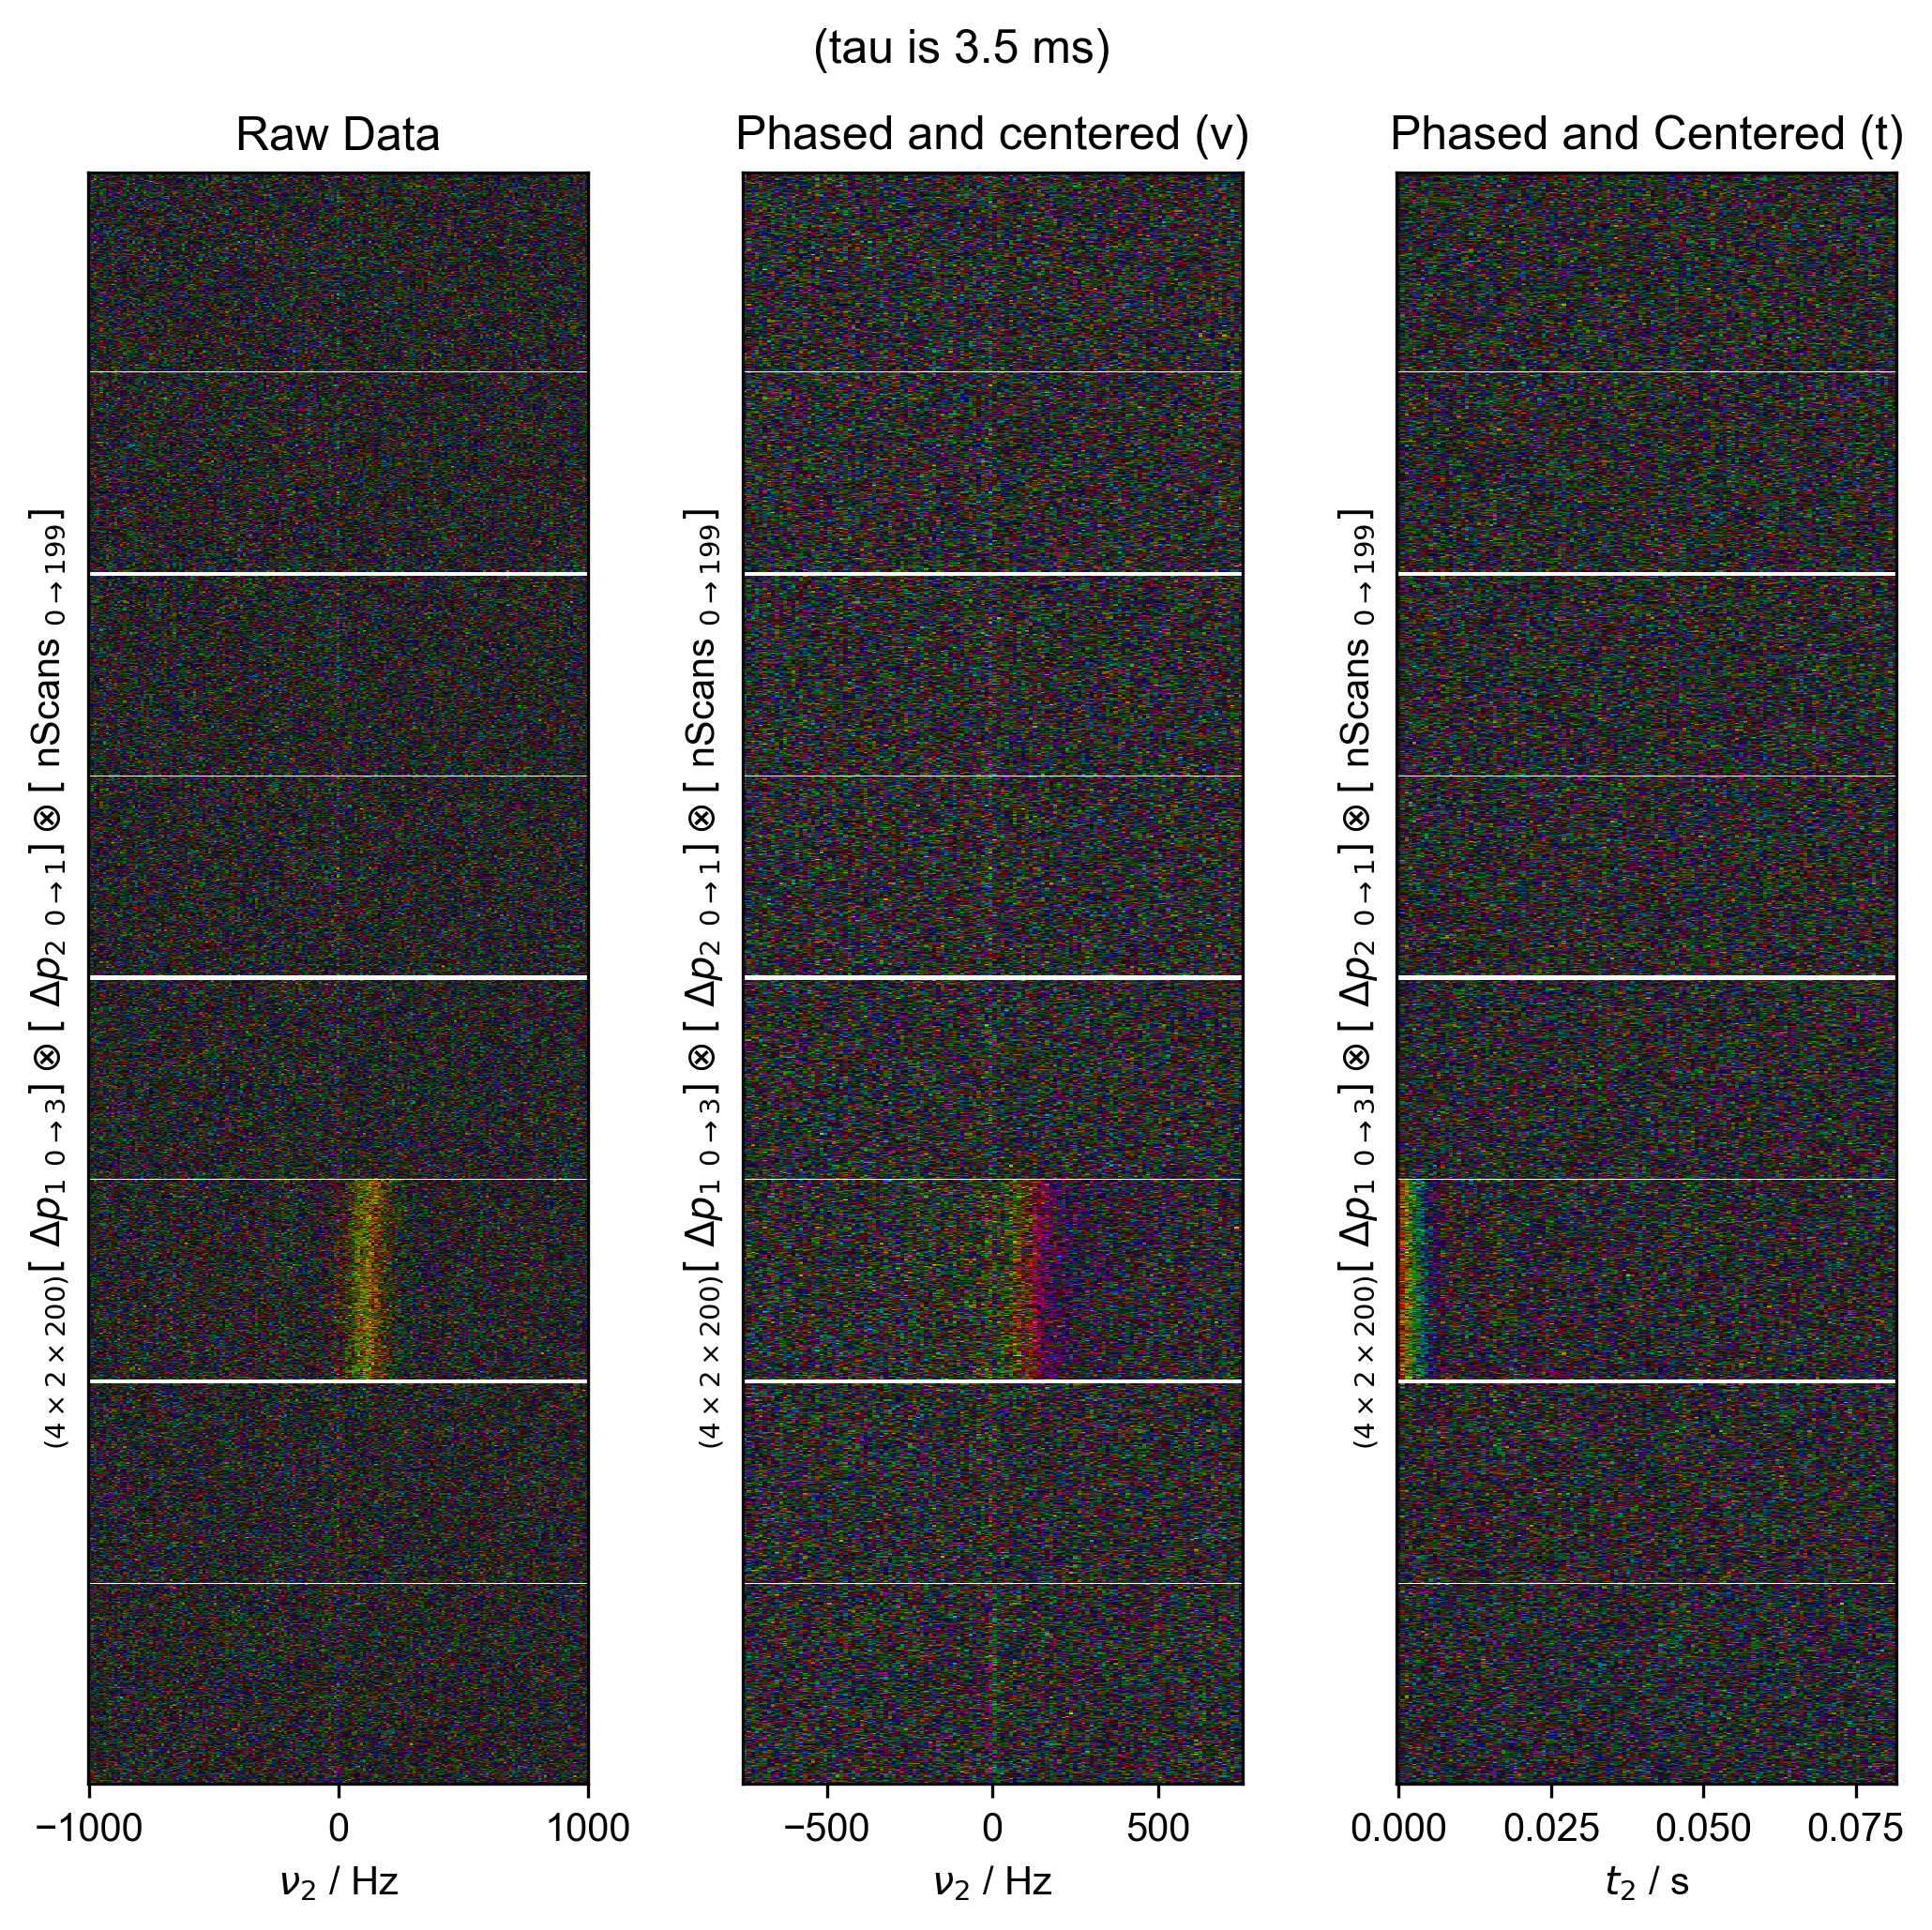 (tau is 3.5 ms)
Raw Data
Phased and centered (v)
Phased and Centered (t)
(4 × 2 × 200)[ Δp₁ ₀→₃] ⊗ [ Δp₂ ₀→₁] ⊗ [ nScans ₀→₁₉₉]
(4 × 2 × 200)[ Δp₁ ₀→₃] ⊗ [ Δp₂ ₀→₁] ⊗ [ nScans ₀→₁₉₉]
(4 × 2 × 200)[ Δp₁ ₀→₃] ⊗ [ Δp₂ ₀→₁] ⊗ [ nScans ₀→₁₉₉]
−1000 0 1000
−500 0 500
0.000 0.025 0.050 0.075
ν₂ / Hz
ν₂ / Hz
t₂ / s